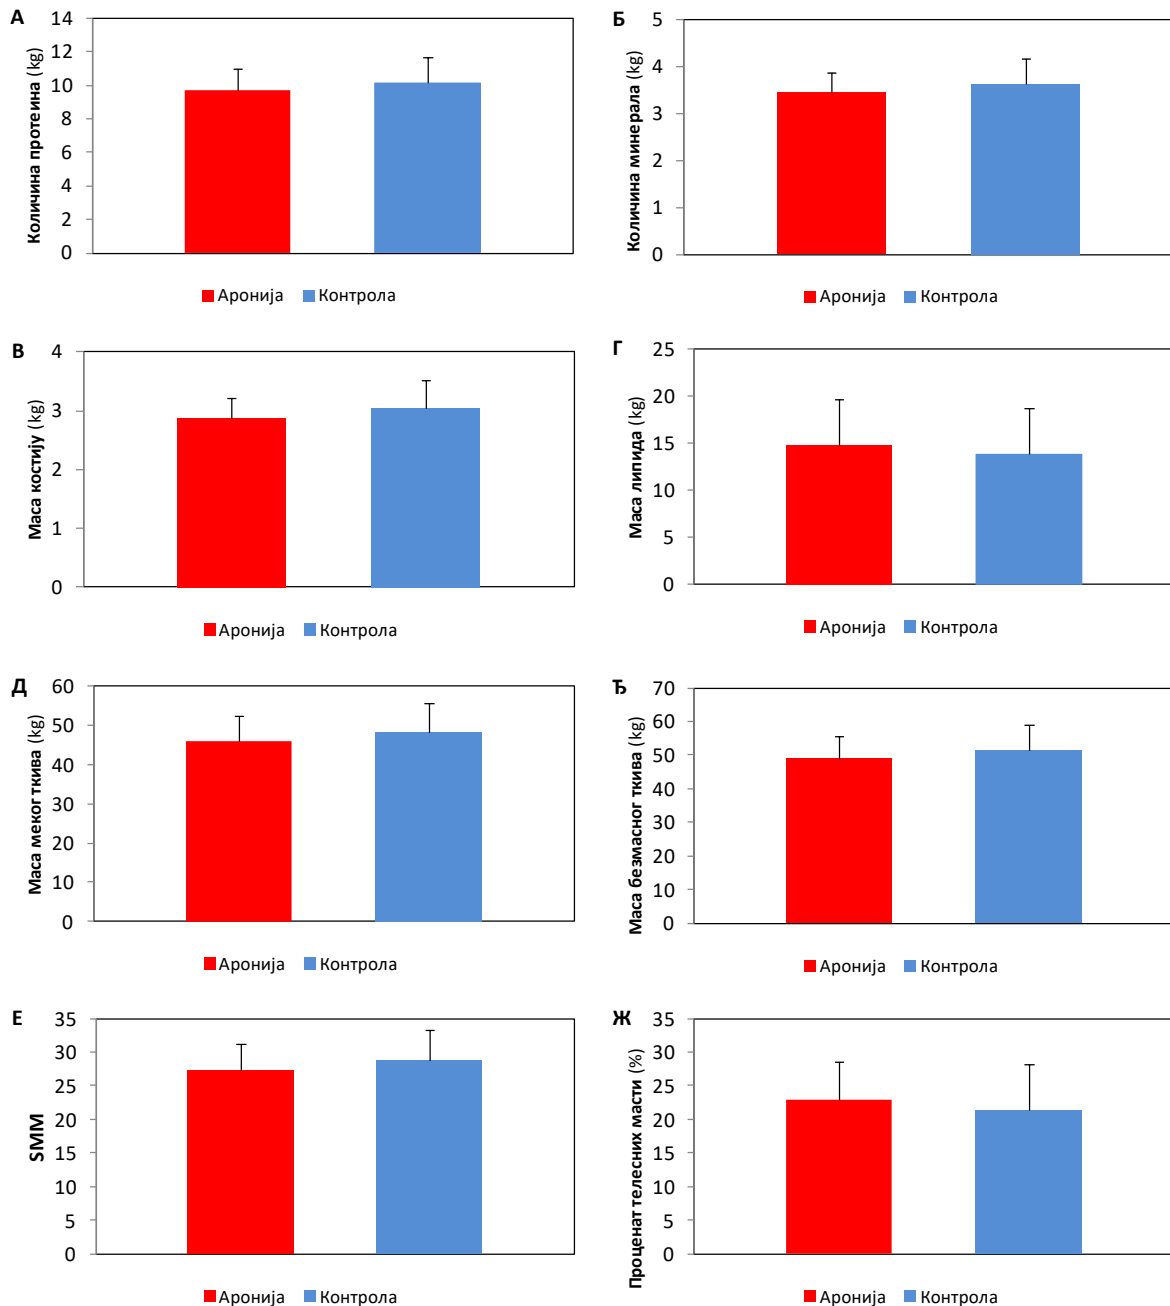 А
Количина протеина (kg)
14
12
10
8
6
4
2
0
Аронија Контрола
Б
Количина минерала (kg)
5
4
3
2
1
0
Аронија Контрола
В
Маса костију (kg)
4
3
2
1
0
Аронија Контрола
Г
Маса липида (kg)
25
20
15
10
5
0
Аронија Контрола
Д
Маса меког ткива (kg)
60
50
40
30
20
10
0
Аронија Контрола
Ђ
Маса безмасног ткива (kg)
70
60
50
40
30
20
10
0
Аронија Контрола
Е
SMM
35
30
25
20
15
10
5
0
Аронија Контрола
Ж
Проценат телесних масти (%)
35
30
25
20
15
10
5
0
Аронија Контрола